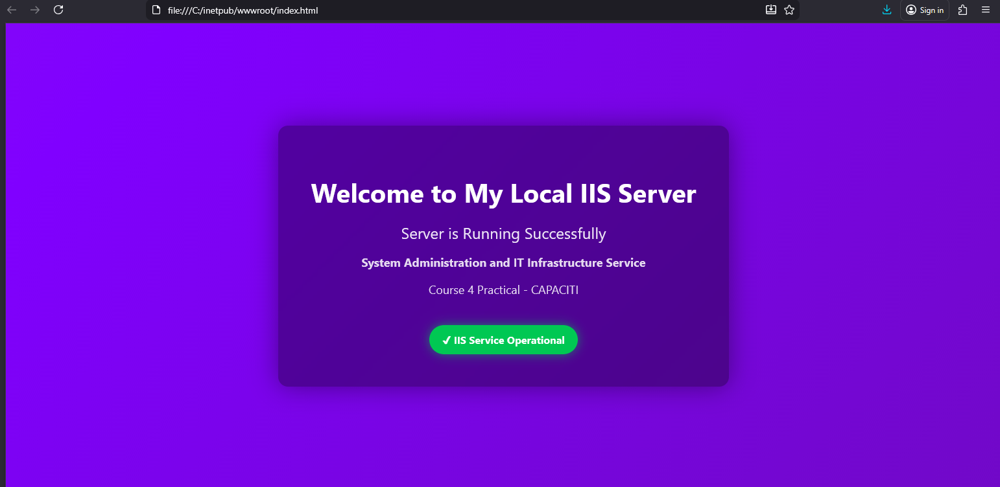 file:///C:/inetpub/wwwroot/index.html
Sign in
Welcome to My Local IIS Server
Server is Running Successfully
System Administration and IT Infrastructure Service
Course 4 Practical - CAPACITI
✔ IIS Service Operational